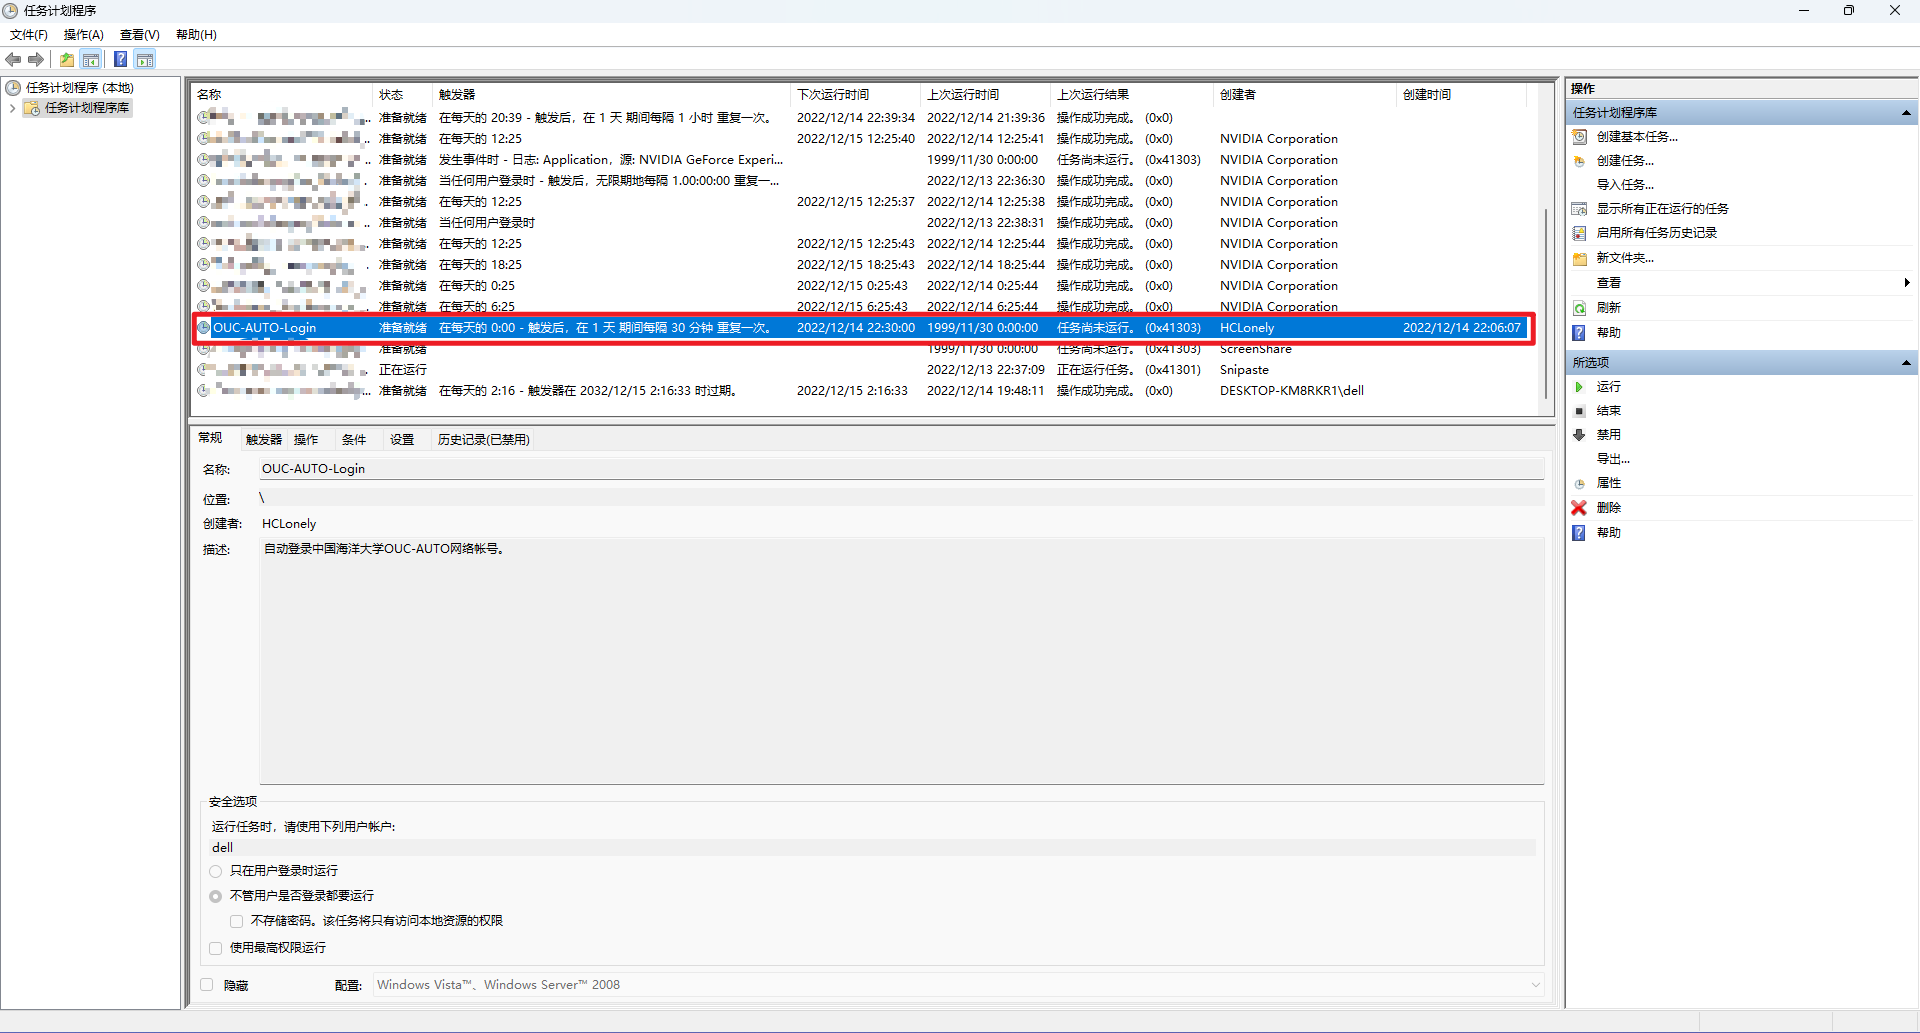 任务计划程序
文件(F) 操作(A) 查看(V) 帮助(H)
任务计划程序 (本地)
任务计划程序库
名称 状态 触发器 下次运行时间 上次运行时间 上次运行结果 创建者 创建时间
准备就绪 在每天的 20:39 - 触发后，在 1 天 期间每隔 1 小时 重复一次。 2022/12/14 22:39:34 2022/12/14 21:39:36 操作成功完成。 (0x0)
准备就绪 在每天的 12:25 2022/12/15 12:25:40 2022/12/14 12:25:41 操作成功完成。 (0x0) NVIDIA Corporation
准备就绪 发生事件时 - 日志: Application，源: NVIDIA GeForce Experi... 1999/11/30 0:00:00 任务尚未运行。 (0x41303) NVIDIA Corporation
准备就绪 当任何用户登录时 - 触发后，无限期地每隔 1.00:00:00 重复一... 2022/12/13 22:36:30 操作成功完成。 (0x0) NVIDIA Corporation
准备就绪 在每天的 12:25 2022/12/15 12:25:37 2022/12/14 12:25:38 操作成功完成。 (0x0) NVIDIA Corporation
准备就绪 当任何用户登录时 2022/12/13 22:38:31 操作成功完成。 (0x0) NVIDIA Corporation
准备就绪 在每天的 12:25 2022/12/15 12:25:43 2022/12/14 12:25:44 操作成功完成。 (0x0) NVIDIA Corporation
准备就绪 在每天的 18:25 2022/12/15 18:25:43 2022/12/14 18:25:44 操作成功完成。 (0x0) NVIDIA Corporation
准备就绪 在每天的 0:25 2022/12/15 0:25:43 2022/12/14 0:25:44 操作成功完成。 (0x0) NVIDIA Corporation
准备就绪 在每天的 6:25 2022/12/15 6:25:43 2022/12/14 6:25:44 操作成功完成。 (0x0) NVIDIA Corporation
OUC-AUTO-Login 准备就绪 在每天的 0:00 - 触发后，在 1 天 期间每隔 30 分钟 重复一次。 2022/12/14 22:30:00 1999/11/30 0:00:00 任务尚未运行。 (0x41303) HCLonely 2022/12/14 22:06:07
准备就绪 1999/11/30 0:00:00 任务尚未运行。 (0x41303) ScreenShare
正在运行 2022/12/13 22:37:09 正在运行任务。 (0x41301) Snipaste
准备就绪 在每天的 2:16 - 触发器在 2032/12/15 2:16:33 时过期。 2022/12/15 2:16:33 2022/12/14 19:48:11 操作成功完成。 (0x0) DESKTOP-KM8RKR1\dell
常规 触发器 操作 条件 设置 历史记录(已禁用)
名称: OUC-AUTO-Login
位置: \
创建者: HCLonely
描述: 自动登录中国海洋大学OUC-AUTO网络帐号。
安全选项
运行任务时，请使用下列用户帐户:
dell
只在用户登录时运行
不管用户是否登录都要运行
不存储密码。该任务将只有访问本地资源的权限
使用最高权限运行
隐藏 配置: Windows Vista™、Windows Server™ 2008
操作
任务计划程序库
创建基本任务...
创建任务...
导入任务...
显示所有正在运行的任务
启用所有任务历史记录
新文件夹...
查看
刷新
帮助
所选项
运行
结束
禁用
导出...
属性
删除
帮助